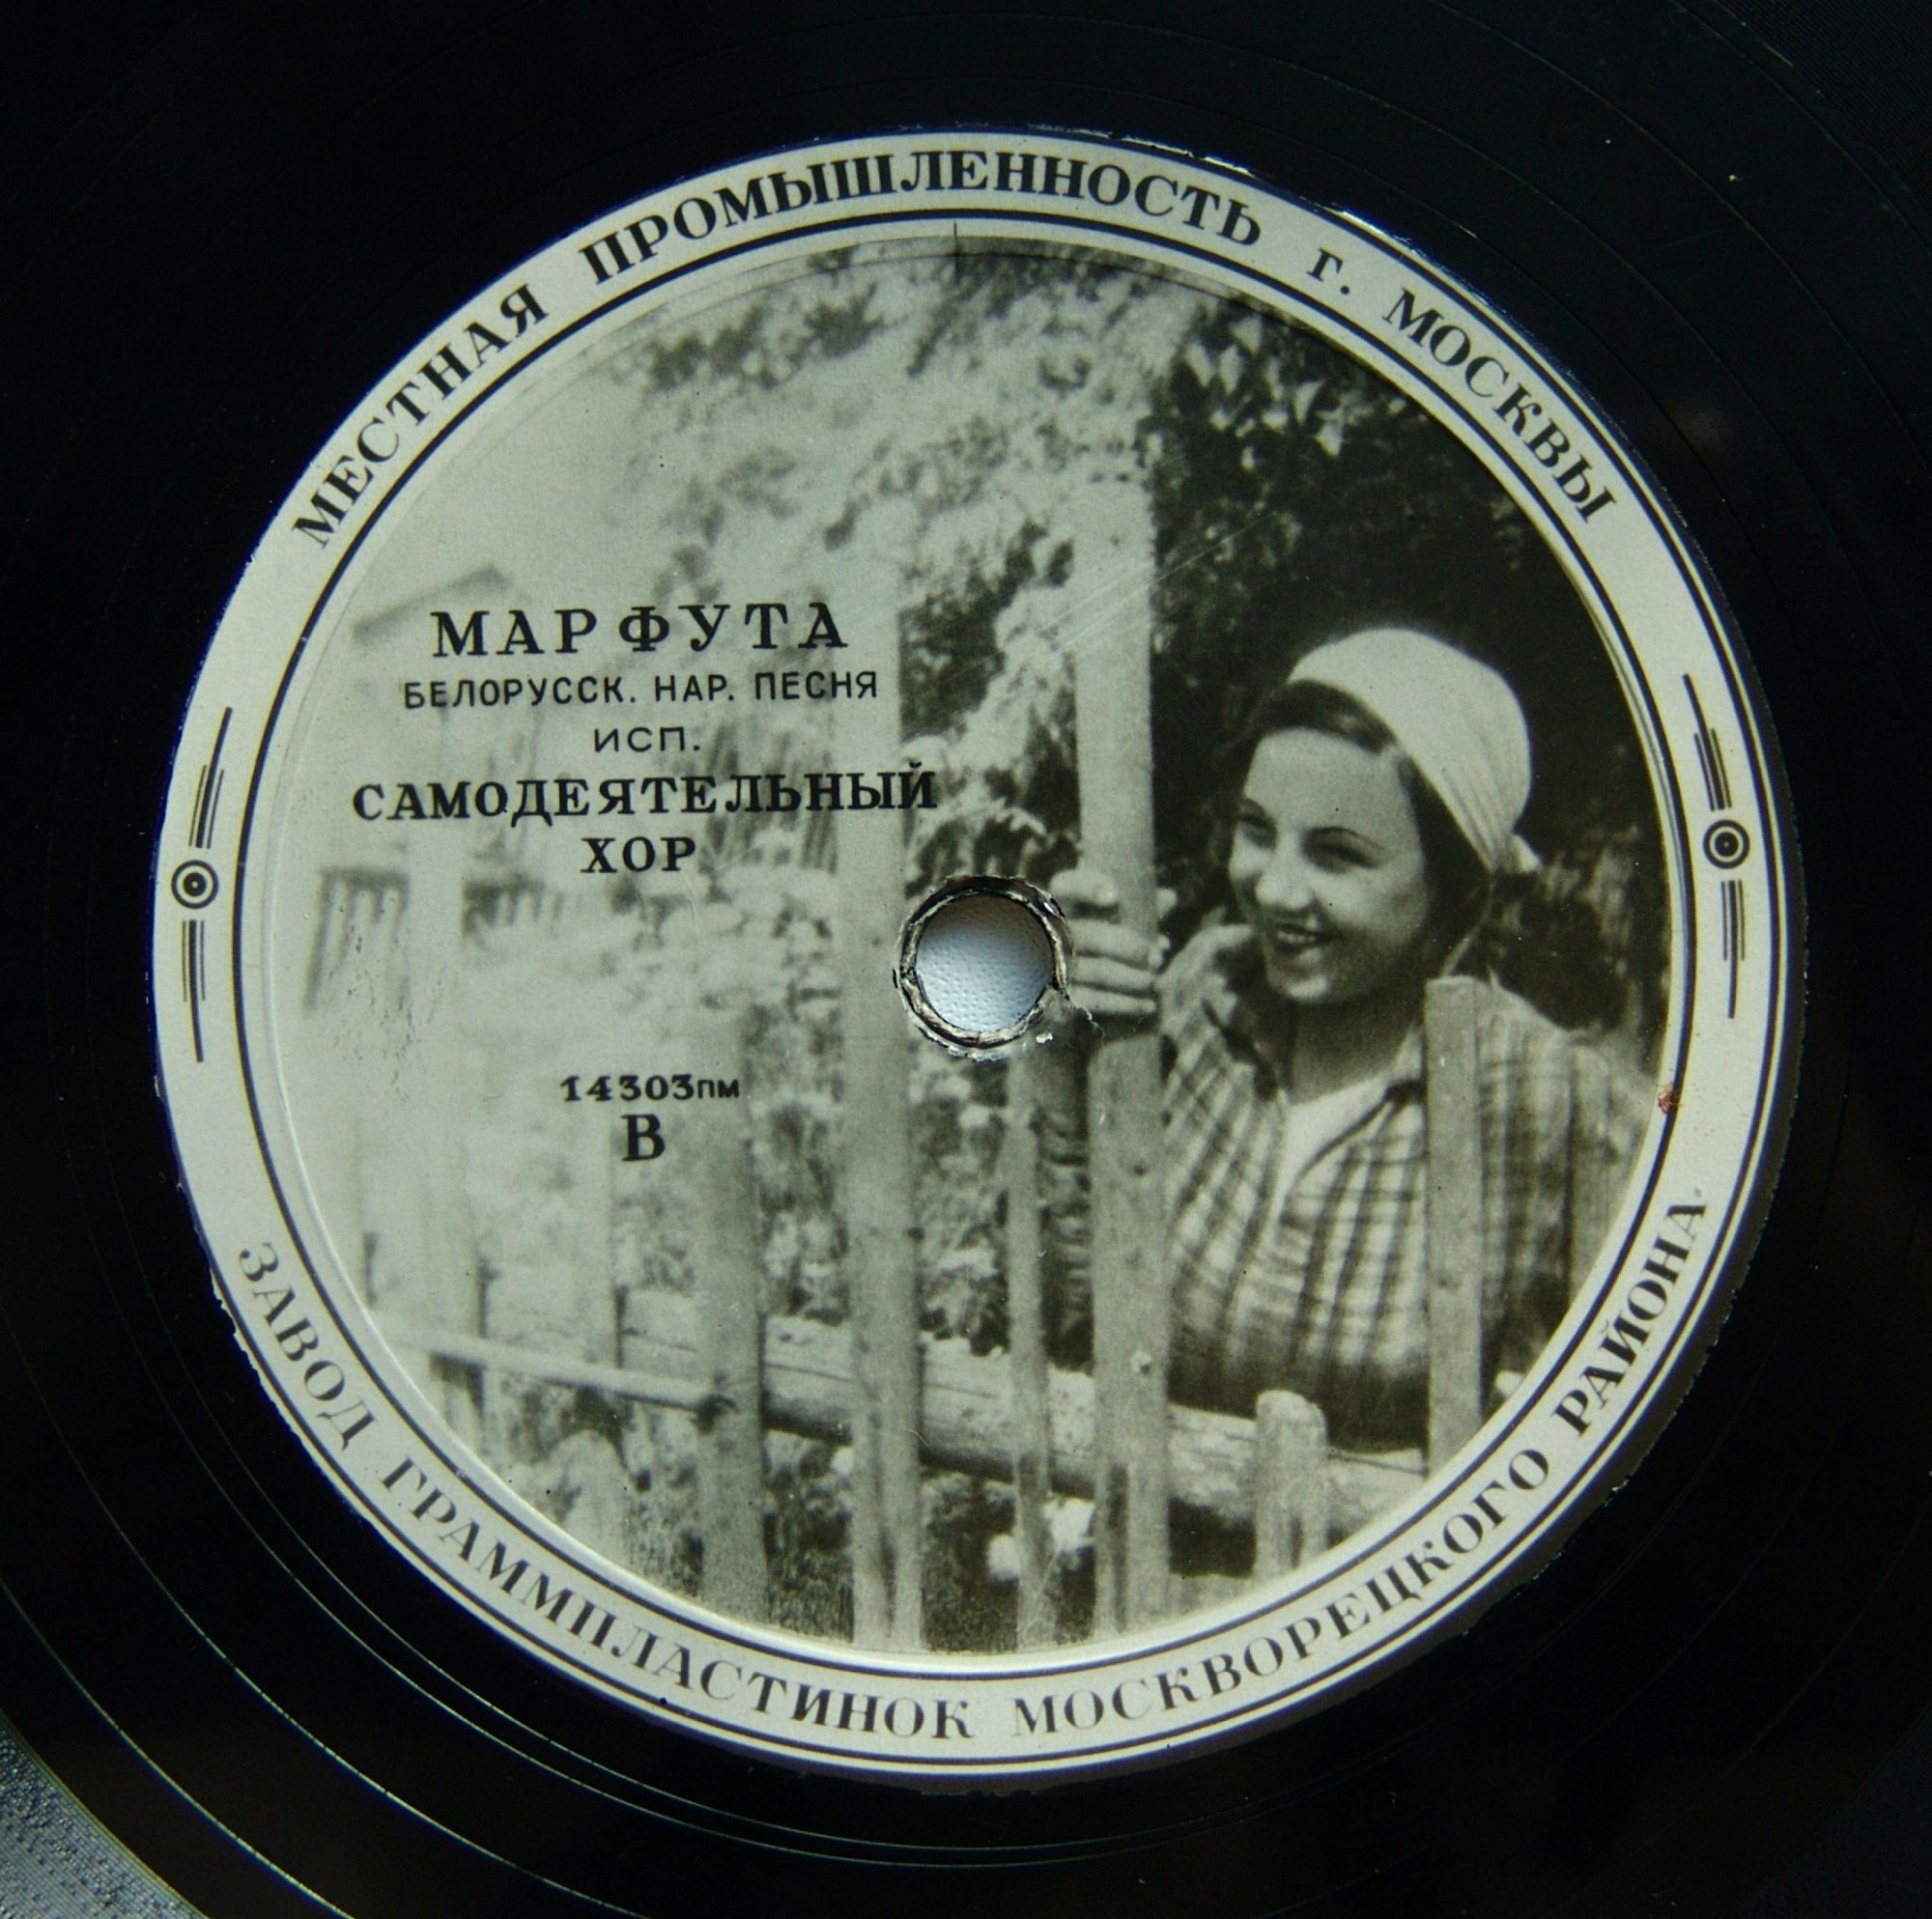 МЕСТНАЯ ПРОМЫШЛЕННОСТЬ г. МОСКВЫ
МАРФУТА
БЕЛОРУССК. НАР. ПЕСНЯ
ИСП.
САМОДЕЯТЕЛЬНЫЙ
ХОР
14303пм
В
ЗАВОД ГРАММПЛАСТИНОК МОСКВОРЕЦКОГО РАЙОНА